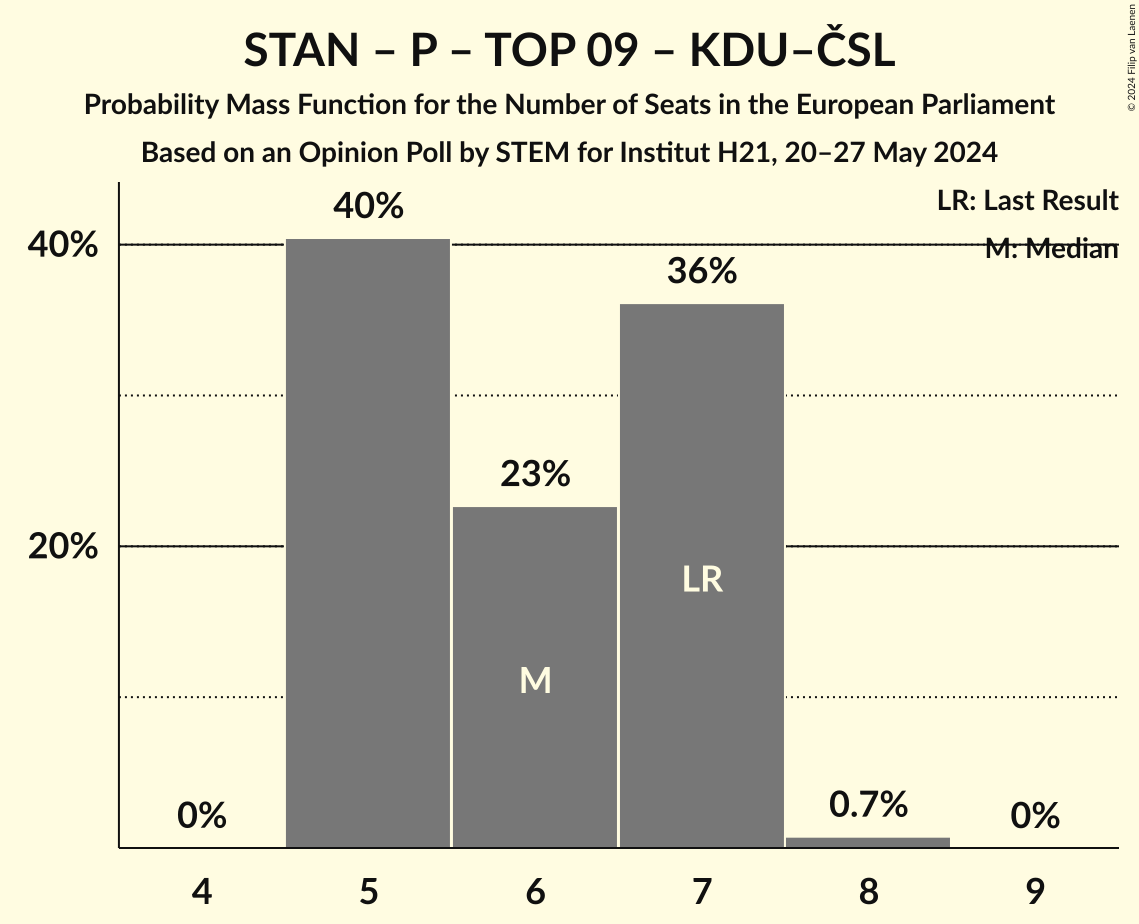 STAN – P – TOP 09 – KDU–ČSL
Probability Mass Function for the Number of Seats in the European Parliament
Based on an Opinion Poll by STEM for Institut H21, 20–27 May 2024
© 2024 Filip van Laenen
LR: Last Result
M: Median
40%
20%
0%
40%
23%
36%
0.7%
0%
M
LR
4 5 6 7 8 9